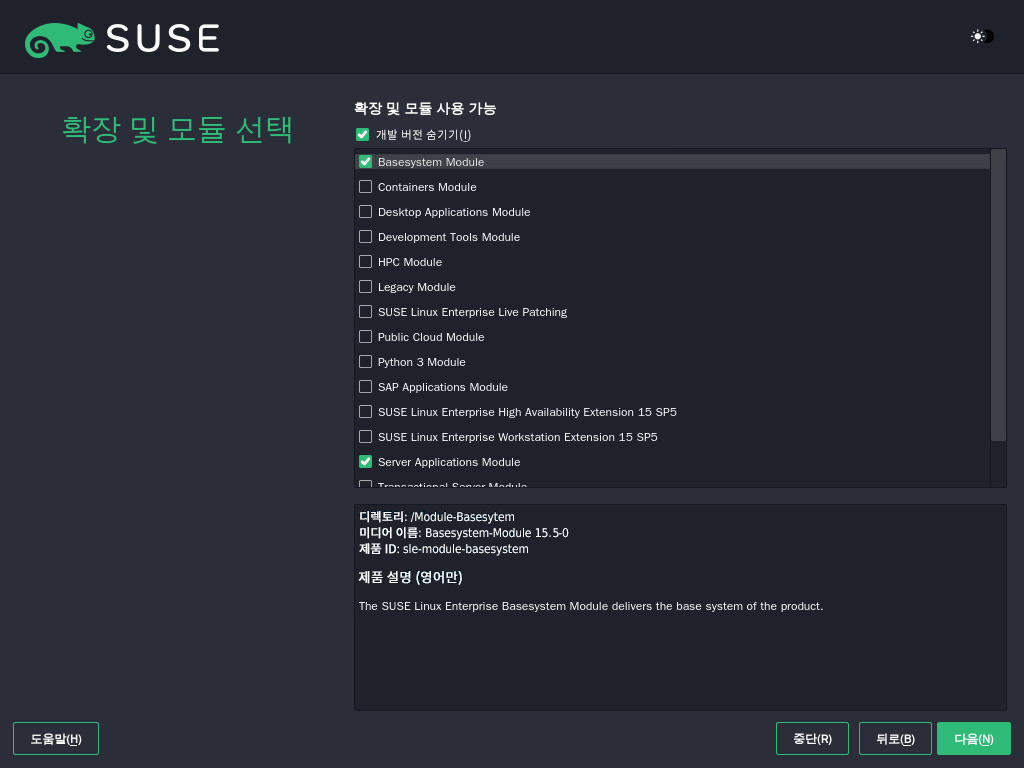 SUSE
확장 및 모듈 선택
확장 및 모듈 사용 가능
개발 버전 숨기기(I)
Basesystem Module
Containers Module
Desktop Applications Module
Development Tools Module
HPC Module
Legacy Module
SUSE Linux Enterprise Live Patching
Public Cloud Module
Python 3 Module
SAP Applications Module
SUSE Linux Enterprise High Availability Extension 15 SP5
SUSE Linux Enterprise Workstation Extension 15 SP5
Server Applications Module
Transactional Server Module
디렉토리: /Module-Basesytem
미디어 이름: Basesystem-Module 15.5-0
제품 ID: sle-module-basesystem
제품 설명 (영어만)
The SUSE Linux Enterprise Basesystem Module delivers the base system of the product.
도움말(H)
중단(R)
뒤로(B)
다음(N)